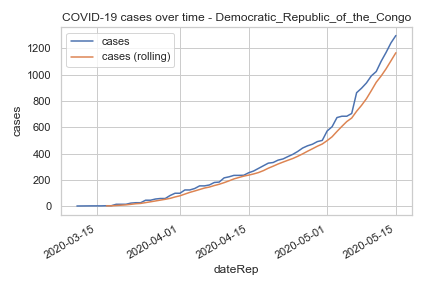 COVID-19 cases over time - Democratic_Republic_of_the_Congo
cases
cases (rolling)
1200
1000
800
600
400
200
0
cases
2020-03-15
2020-04-01
2020-04-15
2020-05-01
2020-05-15
dateRep